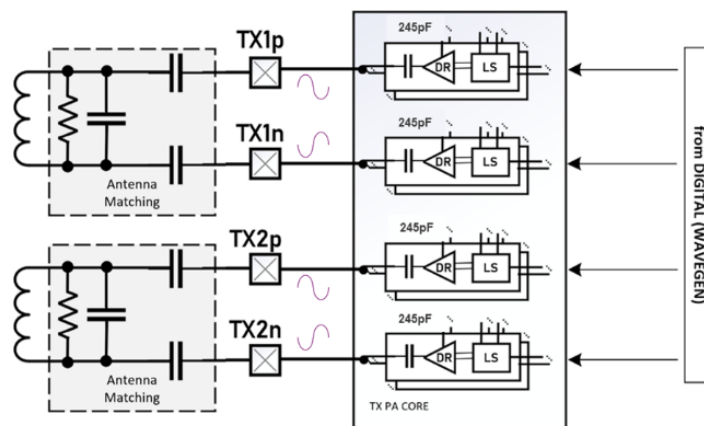 TX1p
245pF
DR
LS
TX1n
245pF
DR
LS
Antenna
Matching
TX2p
245pF
DR
LS
TX2n
245pF
DR
LS
Antenna
Matching
TX PA CORE
from DIGITAL (WAVEGEN)